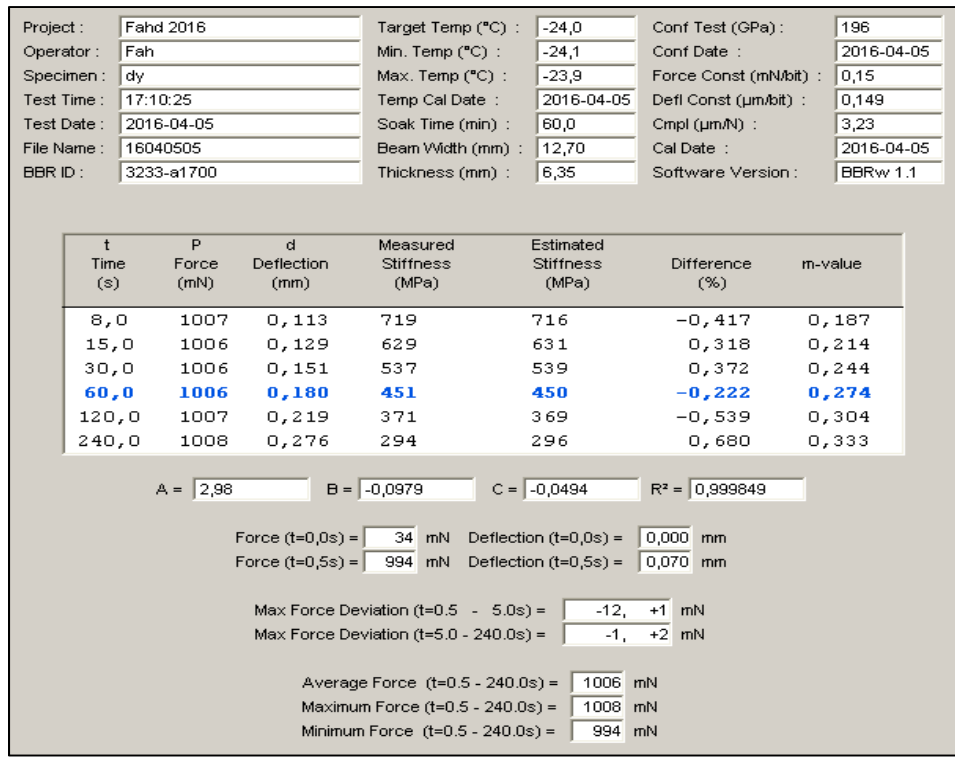 Project : Fahd 2016 Target Temp (°C) : -24,0 Conf Test (GPa) : 196
Operator : Fah Min. Temp (°C) : -24,1 Conf Date : 2016-04-05
Specimen : dy Max. Temp (°C) : -23,9 Force Const (mN/bit) : 0,15
Test Time : 17:10:25 Temp Cal Date : 2016-04-05 Defl Const (µm/bit) : 0,149
Test Date : 2016-04-05 Soak Time (min) : 60,0 Cmpl (µm/N) : 3,23
File Name : 16040505 Beam Width (mm) : 12,70 Cal Date : 2016-04-05
BBR ID : 3233-a1700 Thickness (mm) : 6,35 Software Version : BBRw 1.1
t P d Measured Estimated
Time Force Deflection Stiffness Stiffness Difference m-value
(s) (mN) (mm) (MPa) (MPa) (%)
8,0 1007 0,113 719 716 -0,417 0,187
15,0 1006 0,129 629 631 0,318 0,214
30,0 1006 0,151 537 539 0,372 0,244
60,0 1006 0,180 451 450 -0,222 0,274
120,0 1007 0,219 371 369 -0,539 0,304
240,0 1008 0,276 294 296 0,680 0,333
A = 2,98 B = -0,0979 C = -0,0494 R² = 0,999849
Force (t=0,0s) = 34 mN Deflection (t=0,0s) = 0,000 mm
Force (t=0,5s) = 994 mN Deflection (t=0,5s) = 0,070 mm
Max Force Deviation (t=0.5 - 5.0s) = -12, +1 mN
Max Force Deviation (t=5.0 - 240.0s) = -1, +2 mN
Average Force (t=0.5 - 240.0s) = 1006 mN
Maximum Force (t=0.5 - 240.0s) = 1008 mN
Minimum Force (t=0.5 - 240.0s) = 994 mN